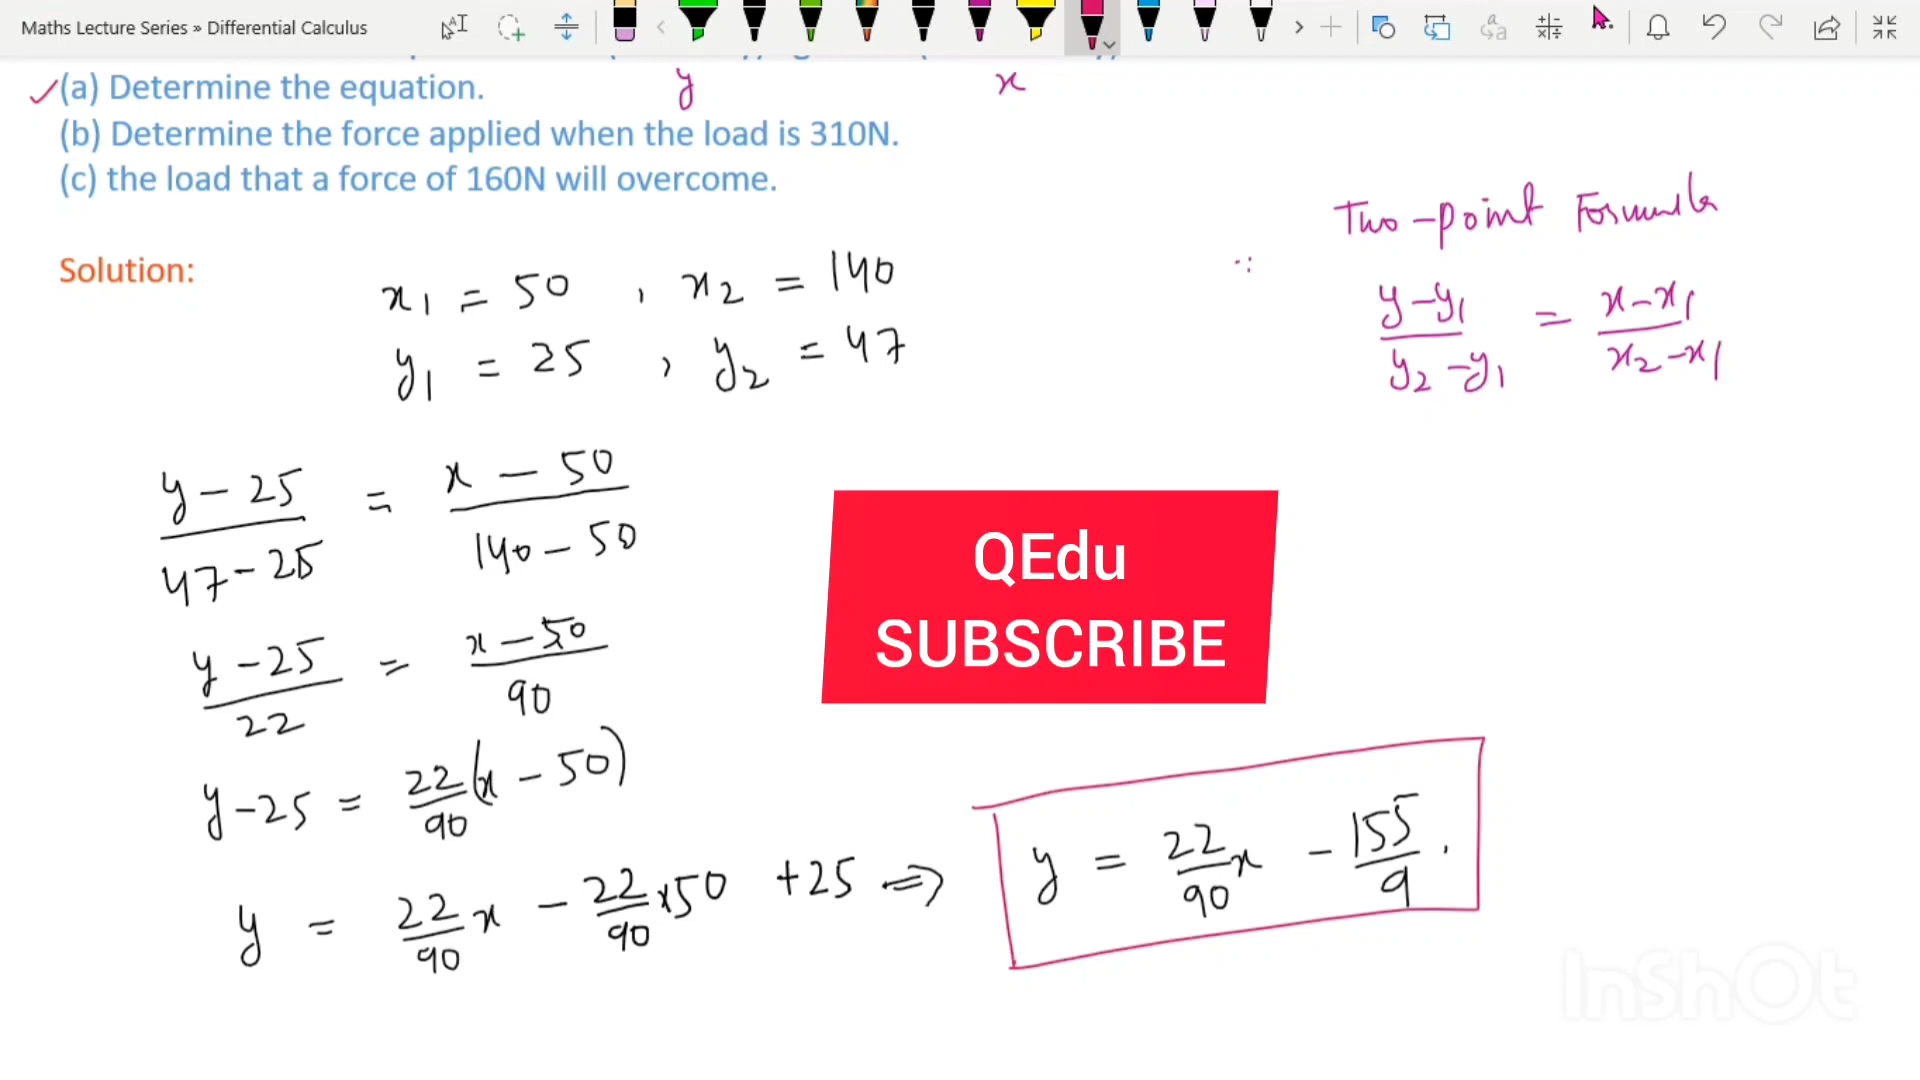 Maths Lecture Series » Differential Calculus
(a) Determine the equation. y x
(b) Determine the force applied when the load is 310N.
(c) the load that a force of 160N will overcome.
Two-point Formula
Solution:
x1 = 50 , x2 = 140
y1 = 25 , y2 = 47
∵ (y-y1)/(y2-y1) = (x-x1)/(x2-x1)
(y-25)/(47-25) = (x-50)/(140-50)
(y-25)/22 = (x-50)/90
y-25 = 22/90 (x-50)
y = 22/90 x - 22/90 x50 +25 ⇒ y = 22/90 x - 155/9 .
QEdu
SUBSCRIBE
InShOt